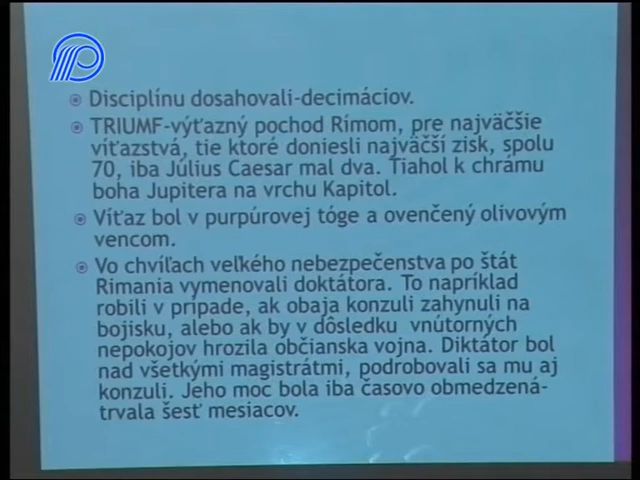 Disciplínu dosahovali-decimáciov.
TRIUMF-výťazný pochod Rímom, pre najväčšie
víťazstvá, tie ktoré doniesli najväčší zisk, spolu
70, iba Július Caesar mal dva. Tiahol k chrámu
boha Jupitera na vrchu Kapitol.
Víťaz bol v purpúrovej tóge a ovenčený olivovým
vencom.
Vo chvíľach veľkého nebezpečenstva po štát
Rimania vymenovali doktátora. To napríklad
robili v prípade, ak obaja konzuli zahynuli na
bojisku, alebo ak by v dôsledku vnútorných
nepokojov hrozila občianska vojna. Diktátor bol
nad všetkými magistrátmi, podrobovali sa mu aj
konzuli. Jeho moc bola iba časovo obmedzená-
trvala šesť mesiacov.